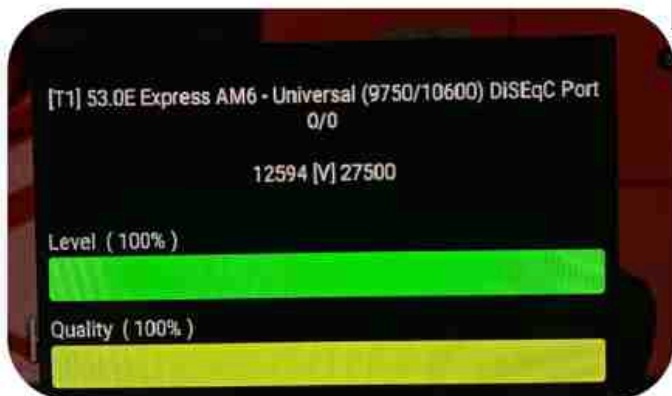 [T1] 53.0E Express AM6 - Universal (9750/10600) DiSEqC Port
0/0
12594 [V] 27500
Level ( 100% )
Quality ( 100% )